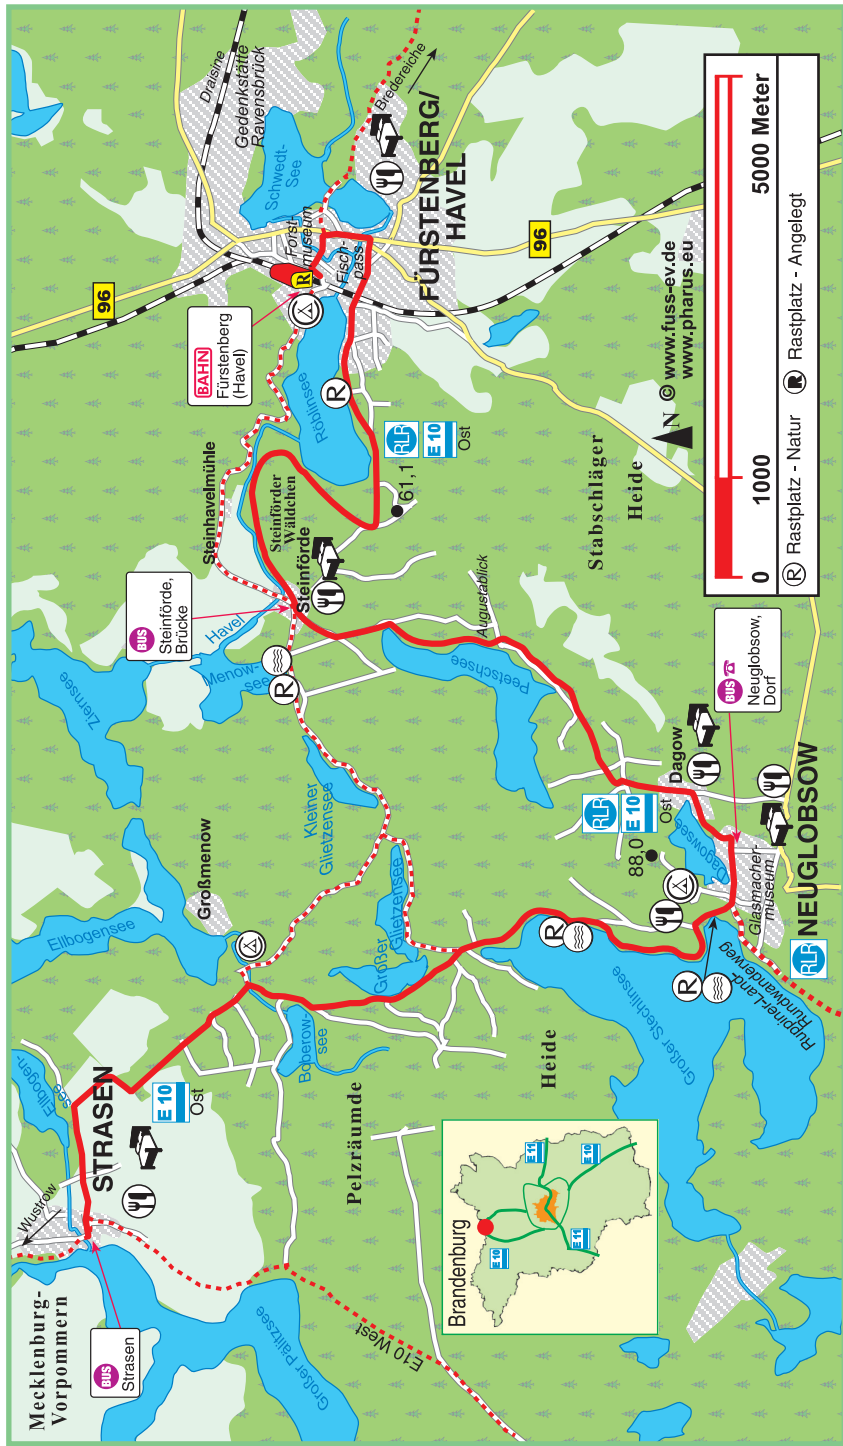 Mecklenburg-
Vorpommern
BUS
Strasen
Wustrow
STRASEN
Ellbogen-
see
E 10
Ost
Großer Pälitzsee
E10 West
Pelzräumde
Heide
Boberow-
see
Ellbogensee
Großmenow
Großer
Glietzensee
Kleiner
Glietzensee
Ziernsee
Menow-
see
R
Havel
BUS
Steinförde,
Brücke
Steinhavelmühle
Steinförder
Wäldchen
Steinförde
Peetschsee
Augustablick
Stabschläger
Heide
61,1
RLR
E 10
Ost
Röblinsee
R
BAHN
Fürstenberg
(Havel)
R
Forst-
museum
Fisch-
pass
Schwedt-
See
Draisine
Gedenkstätte
Ravensbrück
Bredereiche
FÜRSTENBERG/
HAVEL
96
96
Großer Stechlinsee
R
R
Ruppiner-Land-
Rundwanderweg
RLR
NEUGLOBSOW
Glasmacher-
museum
Dagowsee
88,0
RLR
E 10
Ost
Dagow
BUS
Neuglobsow,
Dorf
Brandenburg
E 10
E 11
E 10
E 11
N
© www.fuss-ev.de
www.pharus.eu
0
1000
5000 Meter
R Rastplatz - Natur
R Rastplatz - Angelegt